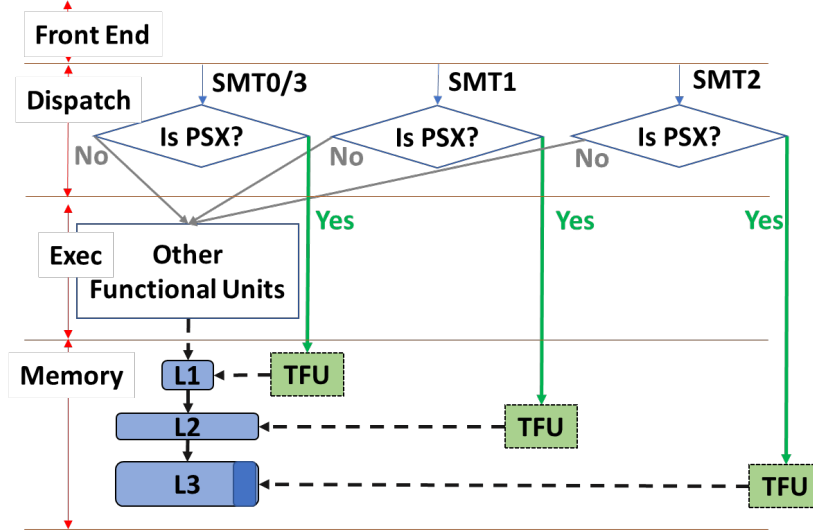 Front End
SMT0/3
SMT1
SMT2
Dispatch
Is PSX?
Is PSX?
Is PSX?
No
No
No
Yes
Yes
Yes
Exec
Other
Functional Units
Memory
L1
TFU
L2
TFU
L3
TFU